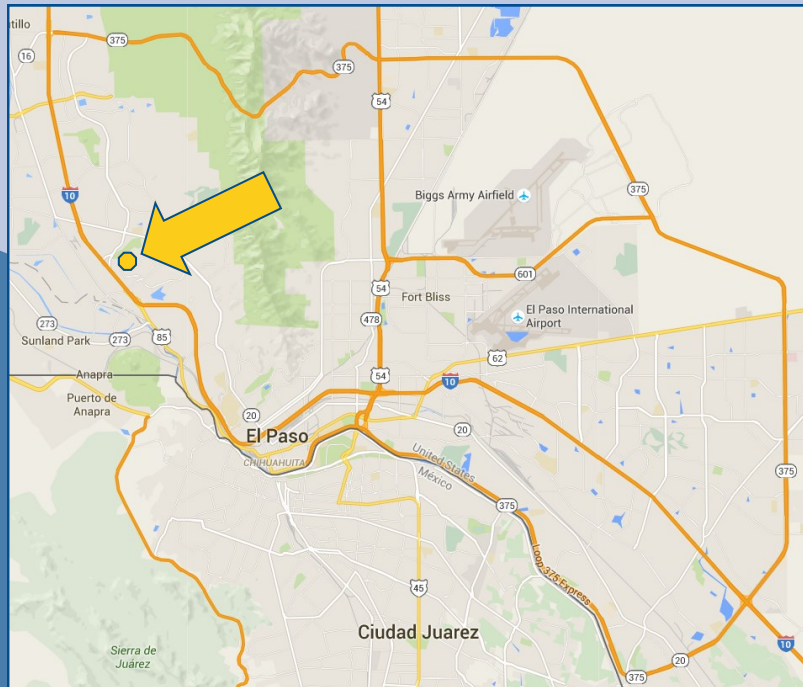 tillo
375
16
375
54
10
Biggs Army Airfield
375
601
54
Fort Bliss
El Paso International
Airport
478
273
273
85
Sunland Park
62
Anapra
54
10
Puerto de
Anapra
20
El Paso
20
CHIHUAHUITA
United States
México
375
375
Loop 375 Express
45
Ciudad Juarez
10
Sierra de
Juárez
20
375